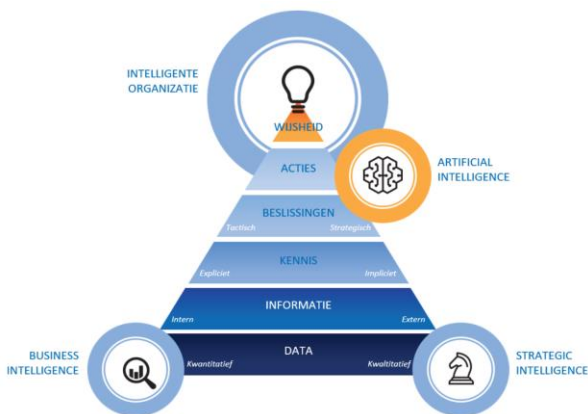 INTELLIGENTE
ORGANIZATIE
WIJSHEID
ACTIES
ARTIFICIAL
INTELLIGENCE
BESLISSINGEN
Tactisch Strategisch
KENNIS
Expliciet Impliciet
INFORMATIE
Intern Extern
BUSINESS
INTELLIGENCE
DATA
Kwantitatief Kwaltitatief
STRATEGIC
INTELLIGENCE